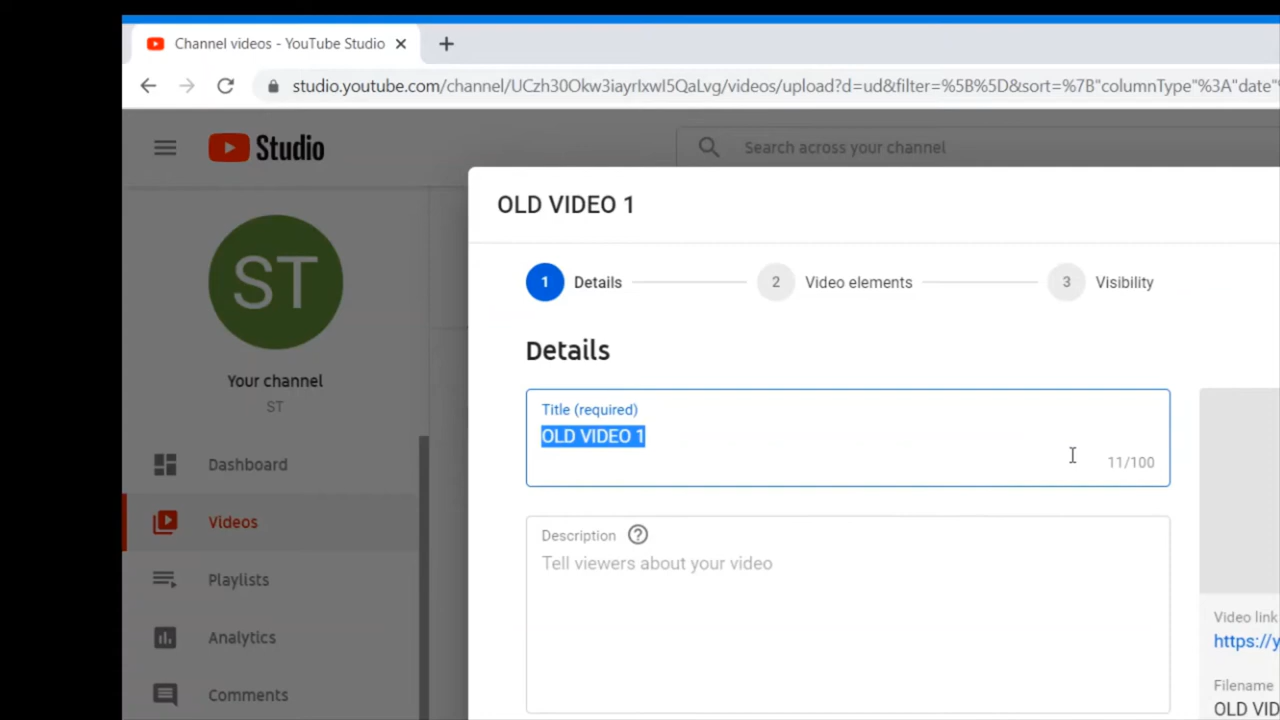 Channel videos - YouTube Studio
studio.youtube.com/channel/UCzh30Okw3iayrIxwI5QaLvg/videos/upload?d=ud&filter=%5B%5D&sort=%7B"columnType"%3A"date"%
Studio
Search across your channel
OLD VIDEO 1
1 Details
2 Video elements
3 Visibility
ST
Your channel
ST
Details
Title (required)
OLD VIDEO 1
11/100
Description ?
Tell viewers about your video
Dashboard
Videos
Playlists
Analytics
Comments
Video link
https://y
Filename
OLD VID